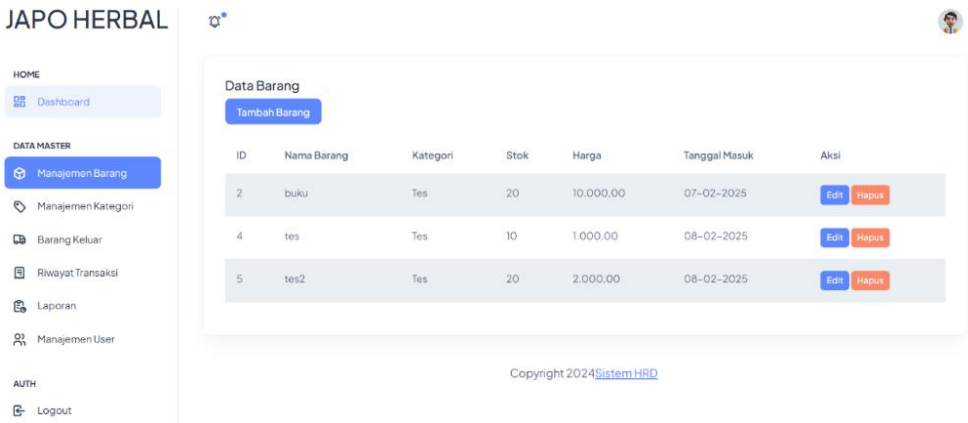 JAPO HERBAL
HOME
Dashboard
DATA MASTER
Manajemen Barang
Manajemen Kategori
Barang Keluar
Riwayat Transaksi
Laporan
Manajemen User
AUTH
Logout
Data Barang
Tambah Barang
ID Nama Barang Kategori Stok Harga Tanggal Masuk Aksi
2 buku Tes 20 10.000,00 07-02-2025 Edit Hapus
4 tes Tes 10 1.000,00 08-02-2025 Edit Hapus
5 tes2 Tes 20 2.000,00 08-02-2025 Edit Hapus
Copyright 2024Sistem HRD